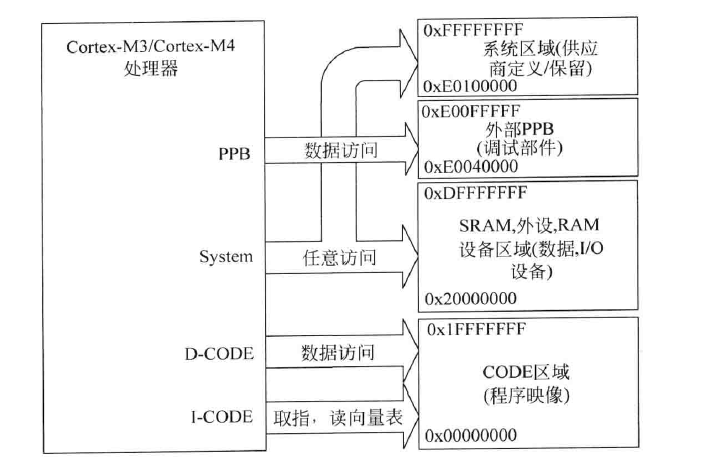 Cortex-M3/Cortex-M4
处理器
PPB
System
D-CODE
I-CODE
数据访问
任意访问
数据访问
取指，读向量表
0xFFFFFFFF
系统区域(供应
商定义/保留)
0xE0100000
0xE00FFFFF
外部PPB
(调试部件)
0xE0040000
0xDFFFFFFF
SRAM,外设,RAM
设备区域(数据,I/O
设备)
0x20000000
0x1FFFFFFF
CODE区域
(程序映像)
0x00000000